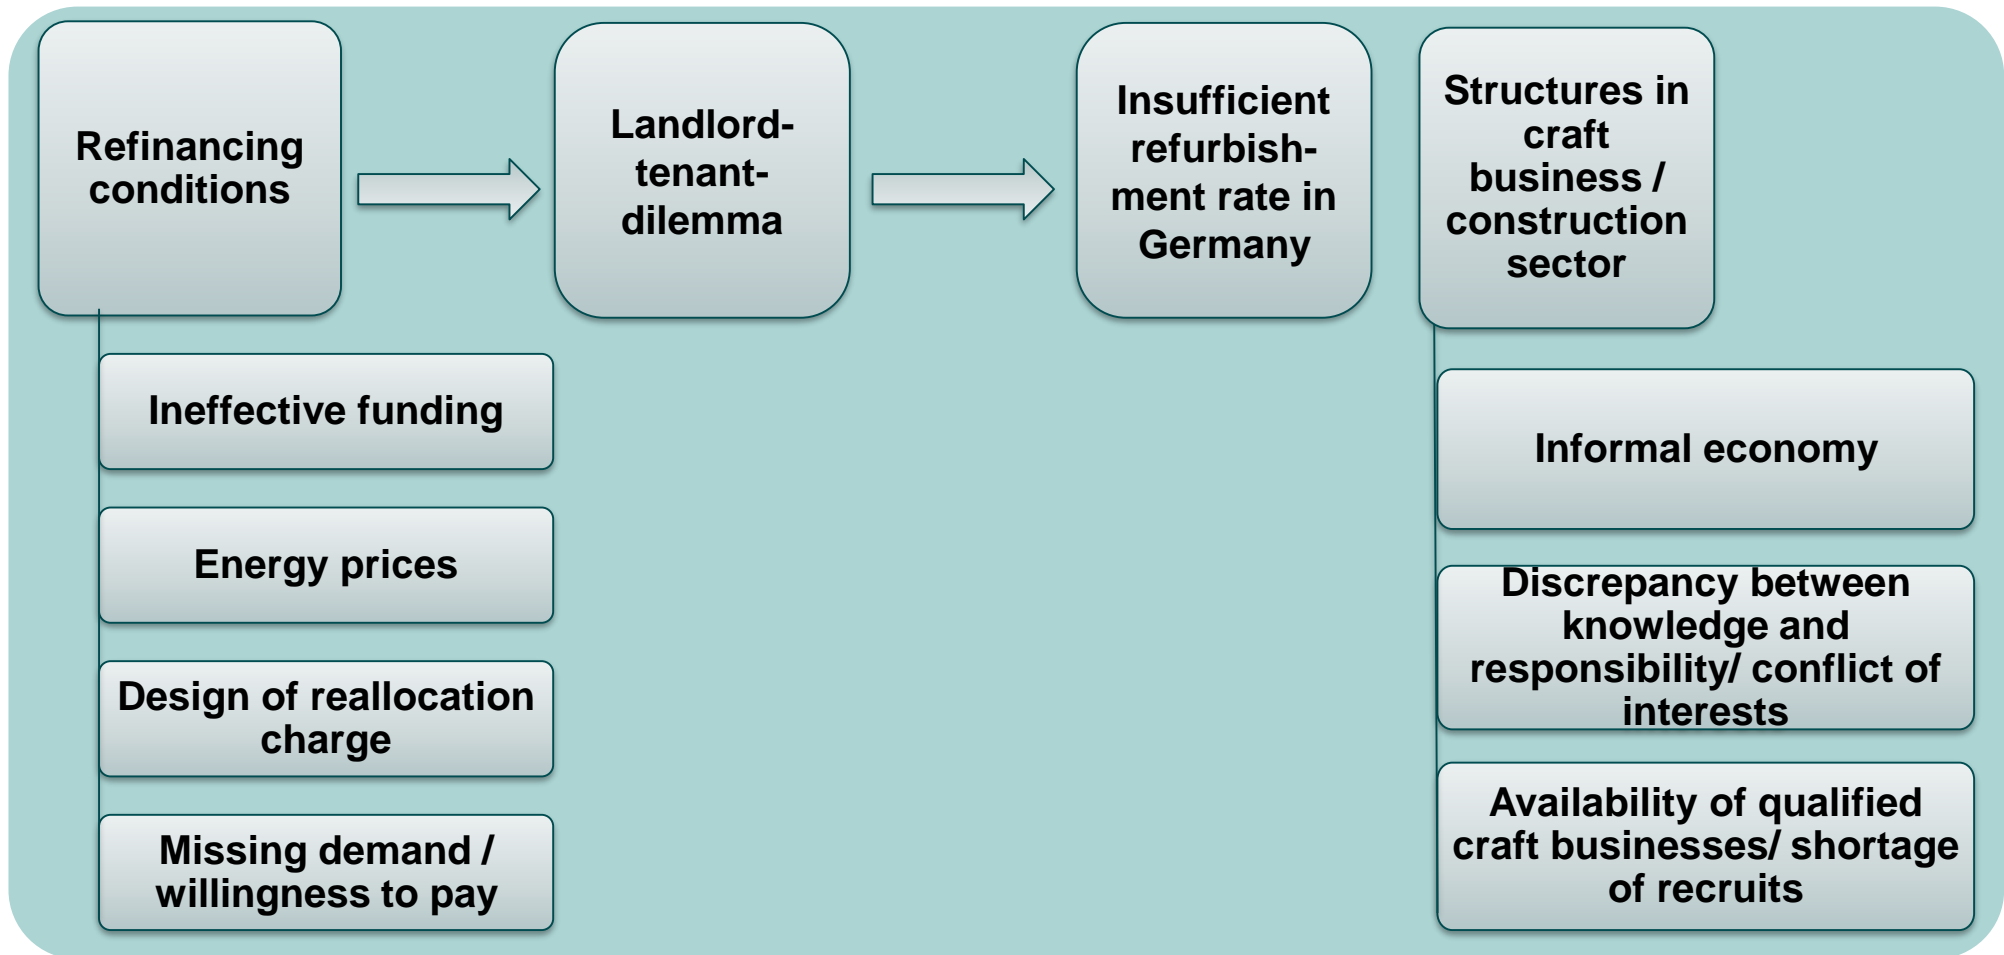 Refinancing
conditions
Landlord-
tenant-
dilemma
Insufficient
refurbish-
ment rate in
Germany
Structures in
craft
business /
construction
sector
Ineffective funding
Energy prices
Design of reallocation
charge
Missing demand /
willingness to pay
Informal economy
Discrepancy between
knowledge and
responsibility/ conflict of
interests
Availability of qualified
craft businesses/ shortage
of recruits